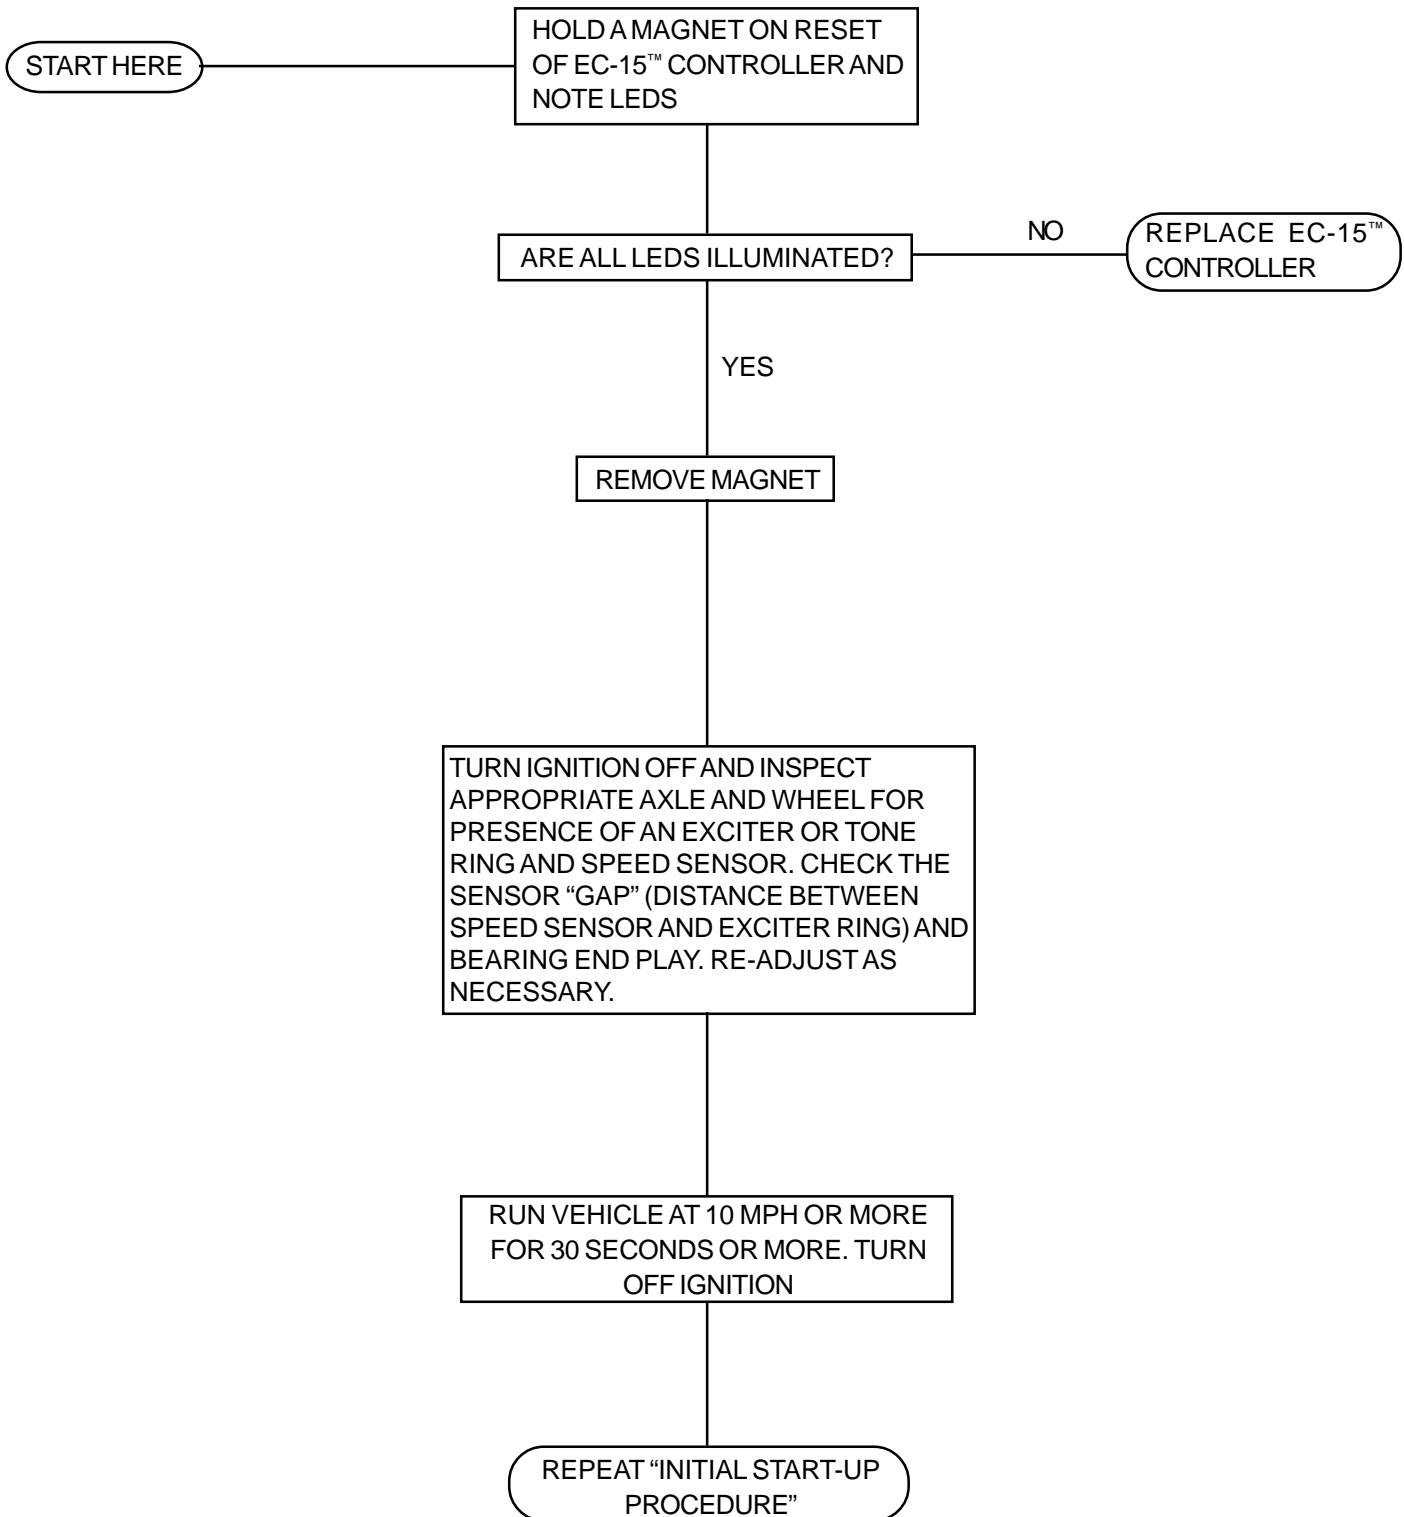 START HERE
HOLD A MAGNET ON RESET
OF EC-15™ CONTROLLER AND
NOTE LEDS
ARE ALL LEDS ILLUMINATED?
NO
REPLACE EC-15™
CONTROLLER
YES
REMOVE MAGNET
TURN IGNITION OFF AND INSPECT
APPROPRIATE AXLE AND WHEEL FOR
PRESENCE OF AN EXCITER OR TONE
RING AND SPEED SENSOR. CHECK THE
SENSOR “GAP” (DISTANCE BETWEEN
SPEED SENSOR AND EXCITER RING) AND
BEARING END PLAY. RE-ADJUST AS
NECESSARY.
RUN VEHICLE AT 10 MPH OR MORE
FOR 30 SECONDS OR MORE. TURN
OFF IGNITION
REPEAT “INITIAL START-UP
PROCEDURE”